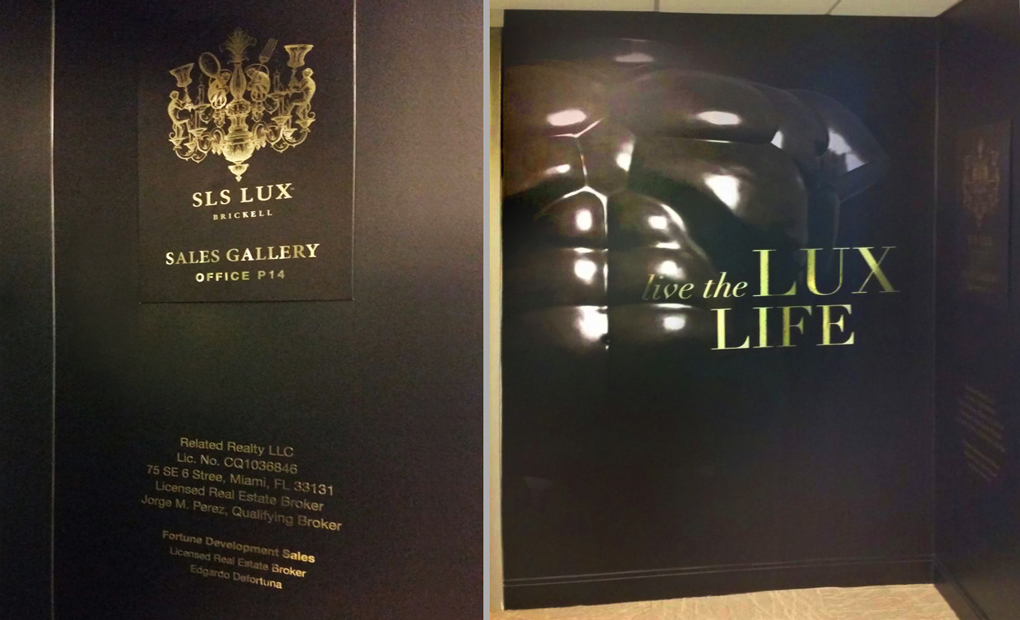 SLS LUX
BRICKELL
SALES GALLERY
OFFICE P14
Related Realty LLC
Lic. No. CQ1036846
75 SE 6 Stree, Miami, FL 33131
Licensed Real Estate Broker
Jorge M. Perez, Qualifying Broker
Fortune Development Sales
Licensed Real Estate Broker
Edgardo Defortuna
live the LUX
LIFE